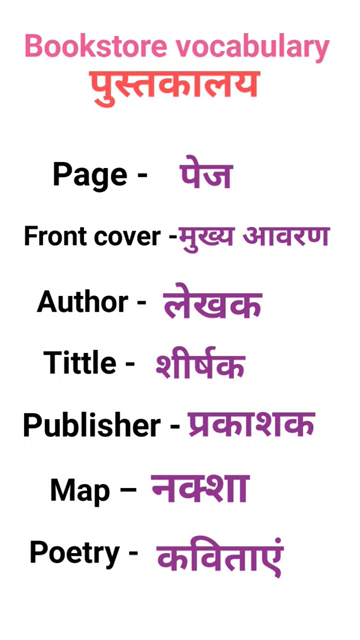 Bookstore vocabulary
पुस्तकालय
Page - पेज
Front cover -मुख्य आवरण
Author - लेखक
Tittle - शीर्षक
Publisher - प्रकाशक
Map – नक्शा
Poetry - कविताएं